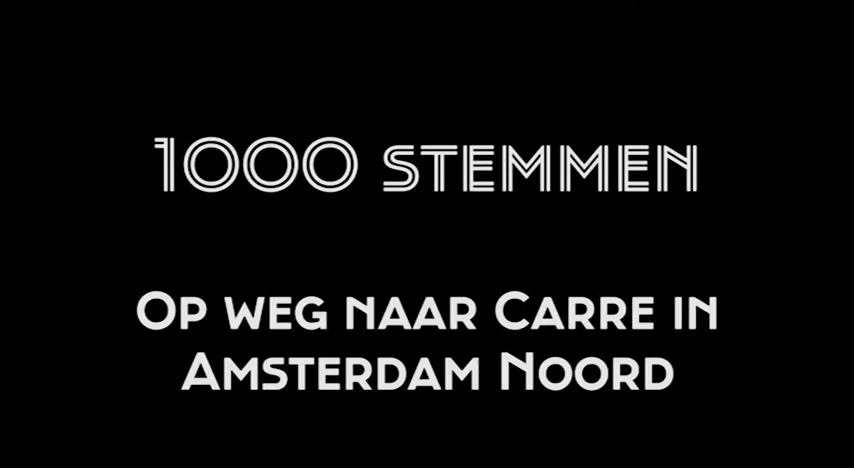 1000 STEMMEN
OP WEG NAAR CARRE IN
AMSTERDAM NOORD